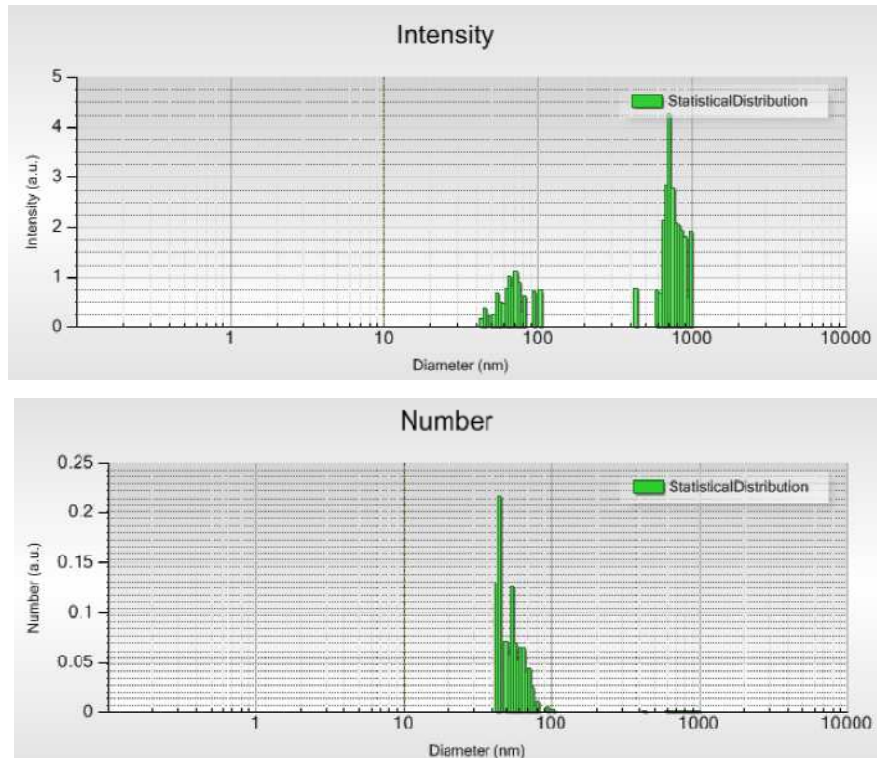 Intensity
StatisticalDistribution
5
4
3
2
1
0
Intensity (a.u.)
1 10 100 1000 10000
Diameter (nm)
Number
StatisticalDistribution
0.25
0.2
0.15
0.1
0.05
0
Number (a.u.)
1 10 100 1000 10000
Diameter (nm)